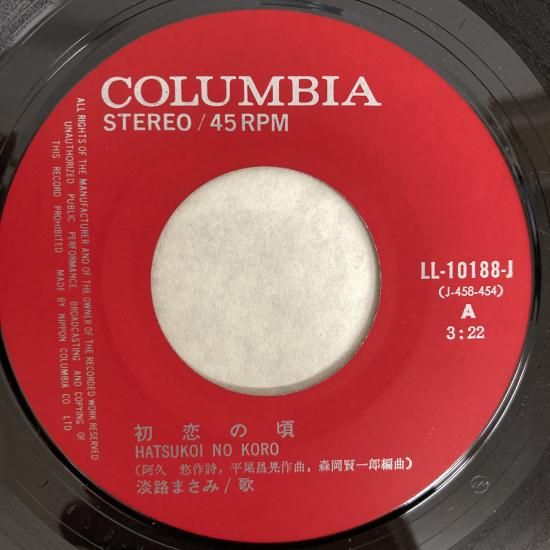 COLUMBIA
STEREO / 45 RPM
ALL RIGHTS OF THE MANUFACTURER AND OF THE OWNER OF THE RECORDED WORK RESERVED
UNAUTHORIZED PUBLIC PERFORMANCE, BROADCASTING AND COPYING OF
THIS RECORD PROHIBITED MADE BY NIPPON COLUMBIA CO LTD
LL-10188-J
(J-458-454)
A
3:22
初恋の頃
HATSUKOI NO KORO
(阿久 悠作詩, 平尾昌晃作曲, 森岡賢一郎編曲)
淡路まさみ/歌